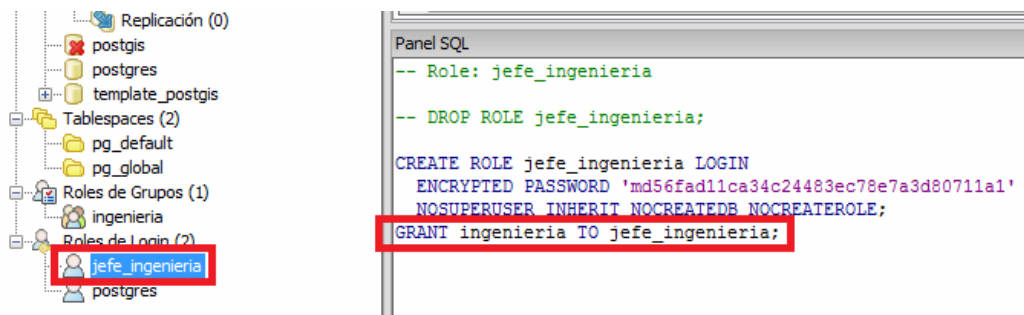 Replicación (0)
postgis
postgres
template_postgis
Tablespaces (2)
pg_default
pg_global
Roles de Grupos (1)
ingenieria
Roles de Login (2)
jefe_ingenieria
postgres
Panel SQL
-- Role: jefe_ingenieria
-- DROP ROLE jefe_ingenieria;
CREATE ROLE jefe_ingenieria LOGIN
ENCRYPTED PASSWORD 'md56fad11ca34c24483ec78e7a3d80711a1'
NOSUPERUSER INHERIT NOCREATEDB NOCREATEROLE;
GRANT ingenieria TO jefe_ingenieria;